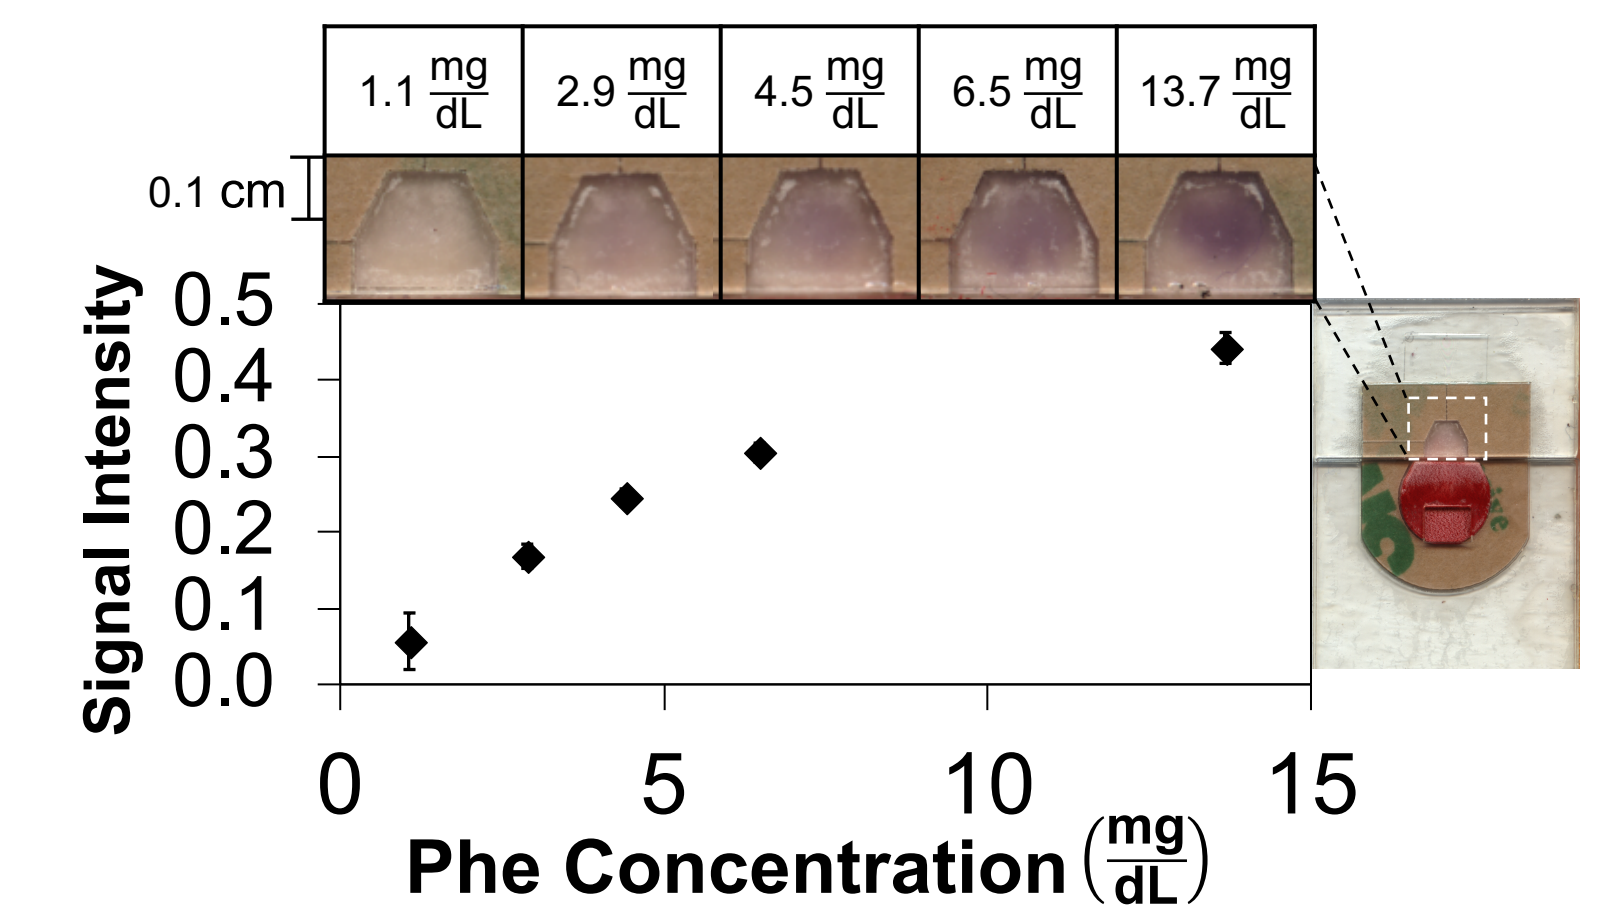 1.1 mg/dL 2.9 mg/dL 4.5 mg/dL 6.5 mg/dL 13.7 mg/dL
0.1 cm
Signal Intensity
0.5
0.4
0.3
0.2
0.1
0.0
0 5 10 15
Phe Concentration (mg/dL)